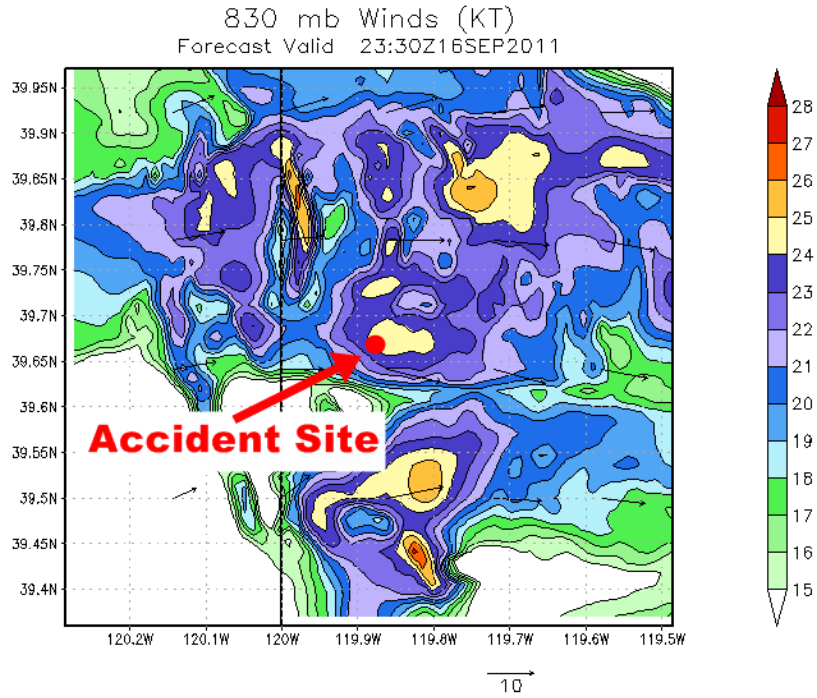 830 mb Winds (KT)
Forecast Valid 23:30Z16SEP2011
39.95N
39.9N
39.85N
39.8N
39.75N
39.7N
39.65N
39.6N
39.55N
39.5N
39.45N
39.4N
Accident Site
120.2W 120.1W 120W 119.9W 119.8W 119.7W 119.6W 119.5W
10
28
27
26
25
24
23
22
21
20
19
18
17
16
15